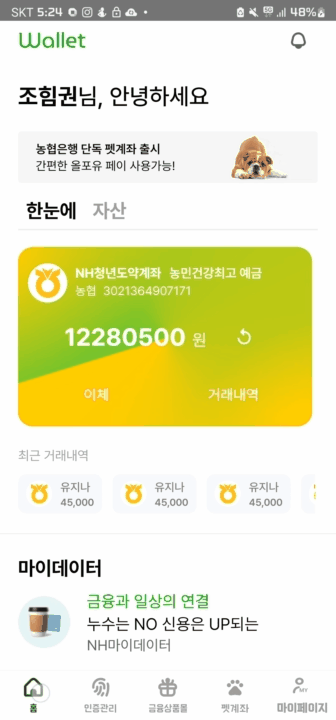 SKT 5:24 48%
Wallet
조힘권님, 안녕하세요
농협은행 단독 펫계좌 출시
간편한 올포유 페이 사용가능!
한눈에 자산
NH청년도약계좌 농민건강최고 예금
농협 3021364907171
12280500 원
이체 거래내역
최근 거래내역
유지나 유지나 유지나
45,000 45,000 45,000
마이데이터
금융과 일상의 연결
누수는 NO 신용은 UP되는
NH마이데이터
MY
홈 인증관리 금융상품몰 펫계좌 마이페이지